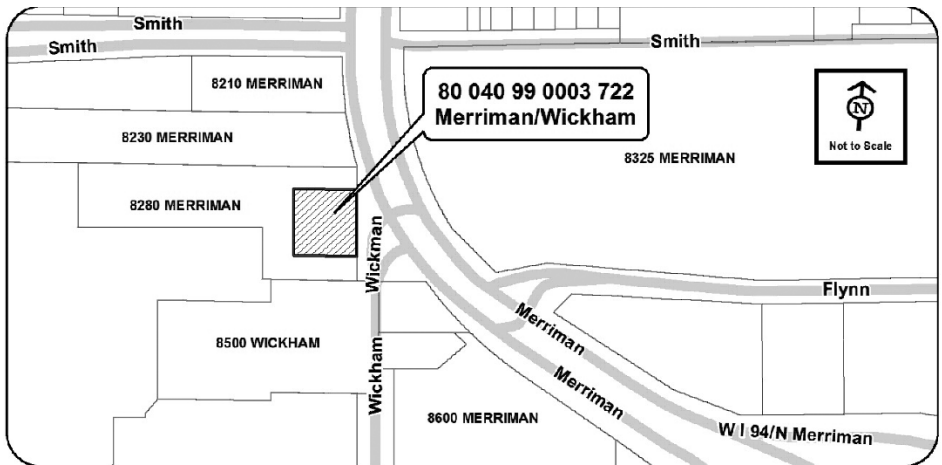 Smith
Smith
Smith
8210 MERRIMAN
80 040 99 0003 722
Merriman/Wickham
N
Not to Scale
8230 MERRIMAN
8325 MERRIMAN
8280 MERRIMAN
Wickman
Flynn
Merriman
8500 WICKHAM
Wickham
Merriman
8600 MERRIMAN
W I 94/N Merriman